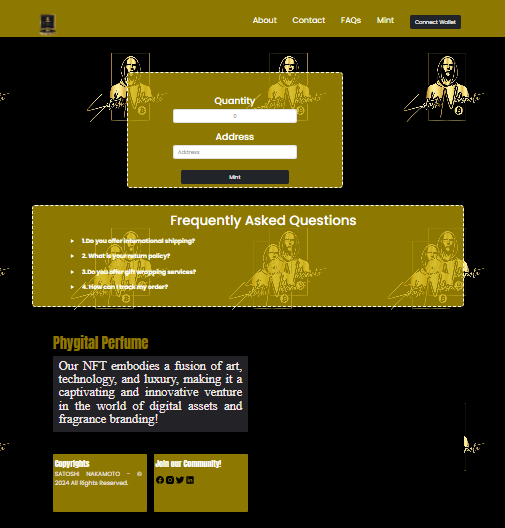 About Contact FAQs Mint Connect Wallet
Quantity
0
Address
Address
Mint
Frequently Asked Questions
1.Do you offer international shipping?
2. What is your return policy?
3.Do you offer gift wrapping services?
4. How can I track my order?
Phygital Perfume
Our NFT embodies a fusion of art,
technology, and luxury, making it a
captivating and innovative venture
in the world of digital assets and
fragrance branding!
Copyrights
SATOSHI NAKAMOTO - ©
2024 All Rights Reserved.
Join our Community!